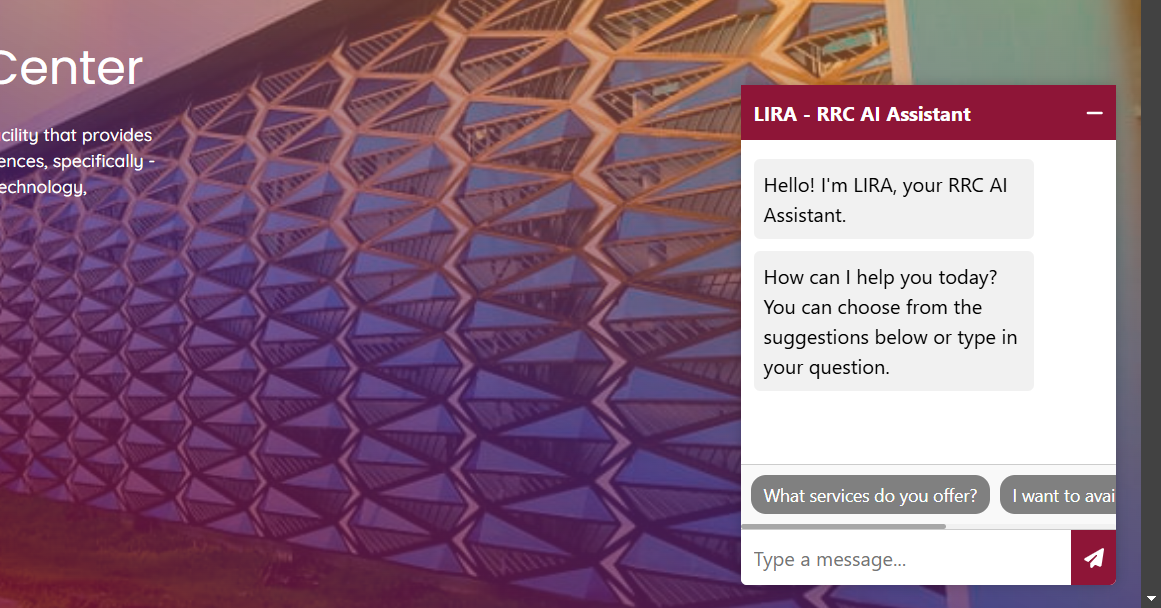 Center
cility that provides
ences, specifically -
echnology,
LIRA - RRC AI Assistant
Hello! I'm LIRA, your RRC AI
Assistant.
How can I help you today?
You can choose from the
suggestions below or type in
your question.
What services do you offer?
I want to avai
Type a message...